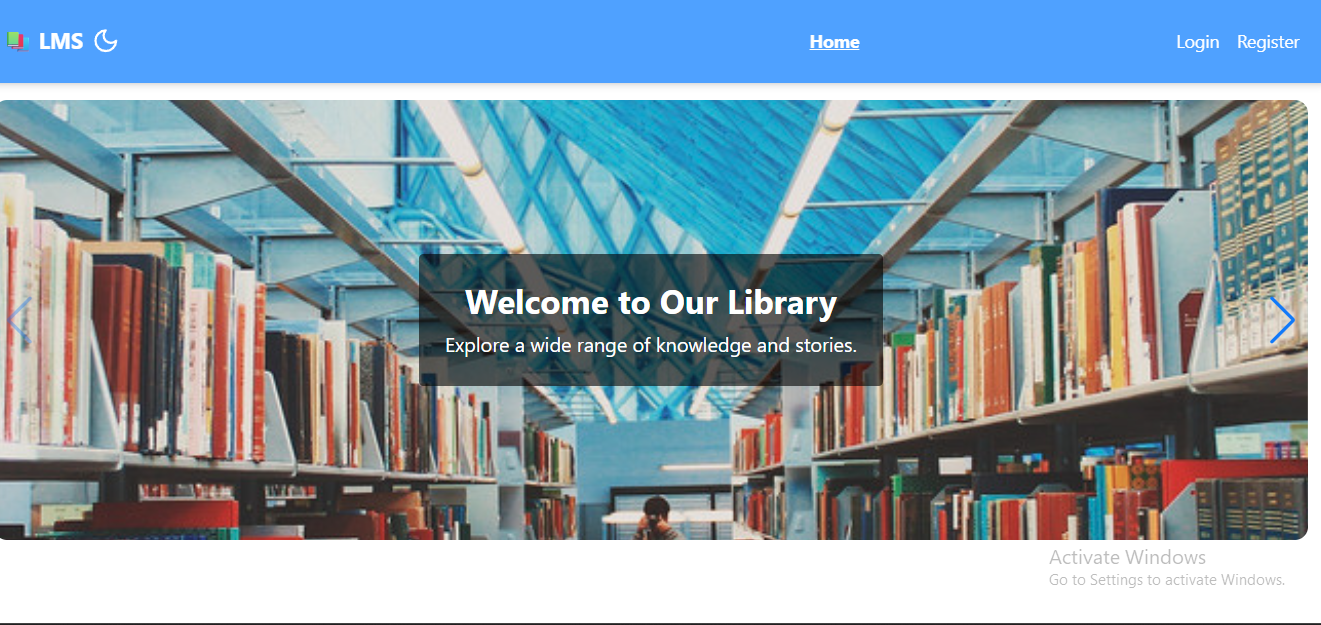 LMS
Home
Login Register
Welcome to Our Library
Explore a wide range of knowledge and stories.
Activate Windows
Go to Settings to activate Windows.